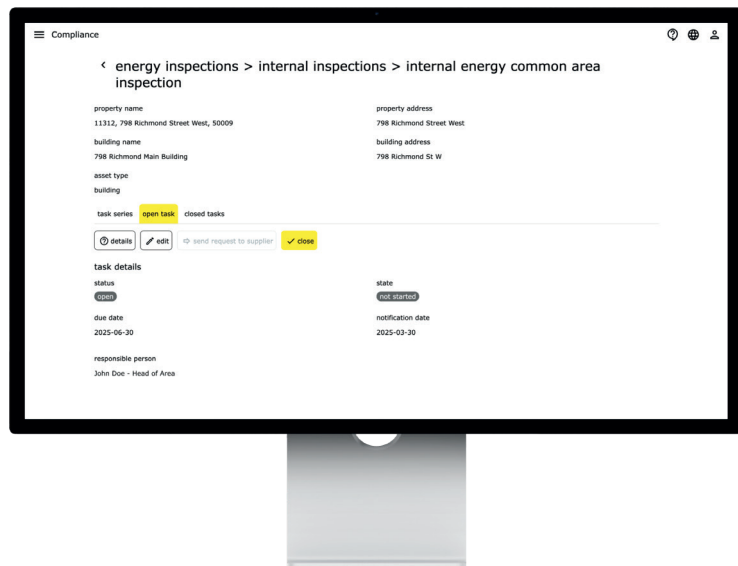 Compliance
energy inspections > internal inspections > internal energy common area
inspection
property name
property address
11312, 798 Richmond Street West, 50009
798 Richmond Street West
building name
building address
798 Richmond Main Building
798 Richmond St W
asset type
building
task series open task closed tasks
details edit send request to supplier close
task details
status
state
open
not started
due date
notification date
2025-06-30
2025-03-30
responsible person
John Doe - Head of Area